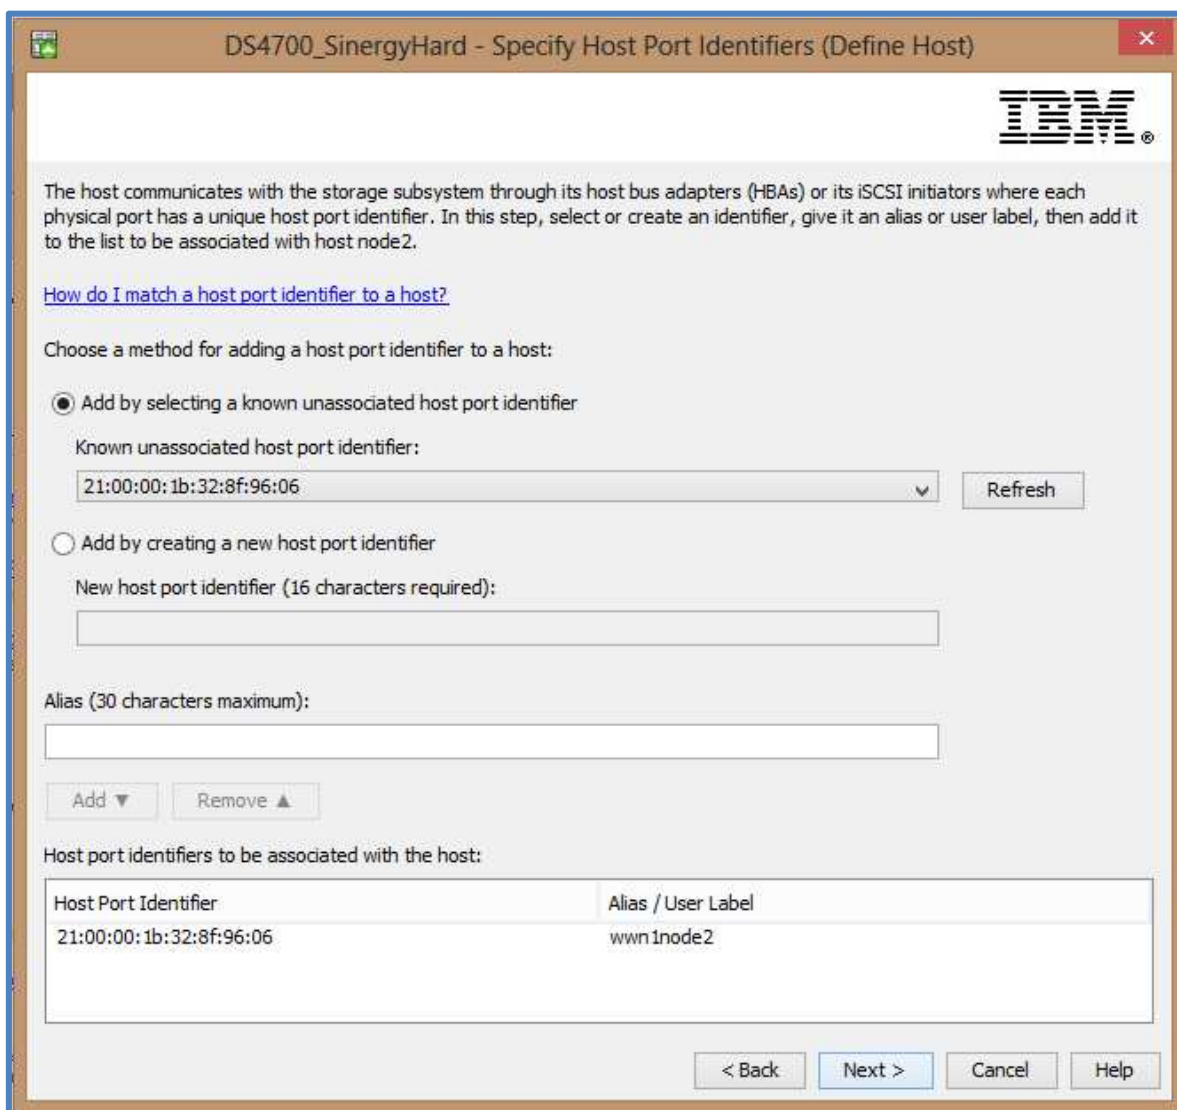 DS4700_SinergyHard - Specify Host Port Identifiers (Define Host)
IBM®
The host communicates with the storage subsystem through its host bus adapters (HBAs) or its iSCSI initiators where each
physical port has a unique host port identifier. In this step, select or create an identifier, give it an alias or user label, then add it
to the list to be associated with host node2.
How do I match a host port identifier to a host?
Choose a method for adding a host port identifier to a host:
Add by selecting a known unassociated host port identifier
Known unassociated host port identifier:
21:00:00:1b:32:8f:96:06
Refresh
Add by creating a new host port identifier
New host port identifier (16 characters required):
Alias (30 characters maximum):
Add ▼ Remove ▲
Host port identifiers to be associated with the host:
Host Port Identifier Alias / User Label
21:00:00:1b:32:8f:96:06 wwn1node2
< Back Next > Cancel Help